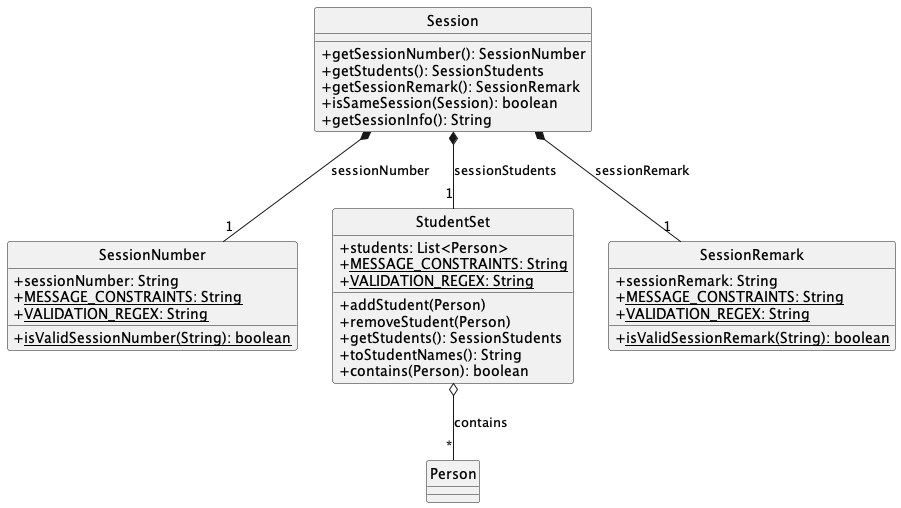 Session
+getSessionNumber(): SessionNumber
+getStudents(): SessionStudents
+getSessionRemark(): SessionRemark
+isSameSession(Session): boolean
+getSessionInfo(): String
sessionNumber
sessionStudents
sessionRemark
1
1
1
SessionNumber
+sessionNumber: String
+MESSAGE_CONSTRAINTS: String
+VALIDATION_REGEX: String
+isValidSessionNumber(String): boolean
StudentSet
+students: List<Person>
+MESSAGE_CONSTRAINTS: String
+VALIDATION_REGEX: String
+addStudent(Person)
+removeStudent(Person)
+getStudents(): SessionStudents
+toStudentNames(): String
+contains(Person): boolean
SessionRemark
+sessionRemark: String
+MESSAGE_CONSTRAINTS: String
+VALIDATION_REGEX: String
+isValidSessionRemark(String): boolean
contains
*
Person